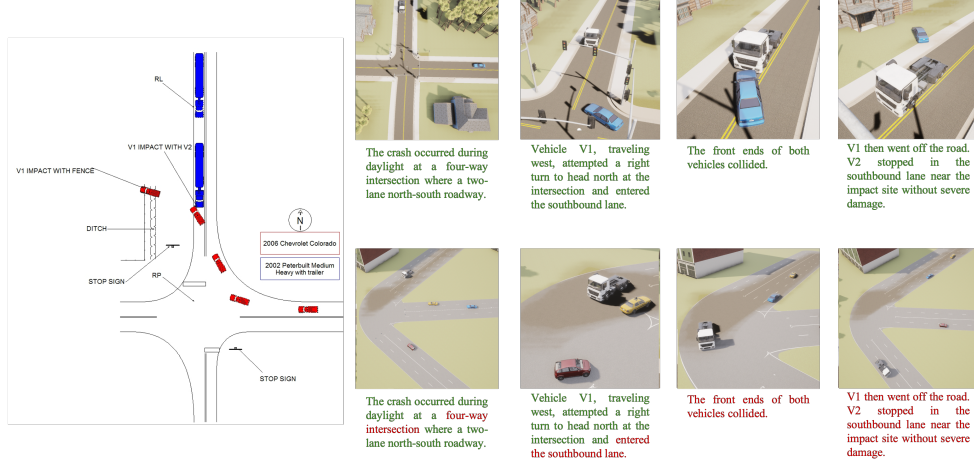 RL
V1 IMPACT WITH V2
V1 IMPACT WITH FENCE
DITCH
STOP SIGN
RP
N
2006 Chevrolet Colorado
2002 Peterbuilt Medium
Heavy with trailer
STOP SIGN
The crash occurred during
daylight at a four-way
intersection where a two-
lane north-south roadway.
Vehicle V1, traveling
west, attempted a right
turn to head north at the
intersection and entered
the southbound lane.
The front ends of both
vehicles collided.
V1 then went off the road.
V2 stopped in the
southbound lane near the
impact site without severe
damage.
The crash occurred during
daylight at a four-way
intersection where a two-
lane north-south roadway.
Vehicle V1, traveling
west, attempted a right
turn to head north at the
intersection and entered
the southbound lane.
The front ends of both
vehicles collided.
V1 then went off the road.
V2 stopped in the
southbound lane near the
impact site without severe
damage.